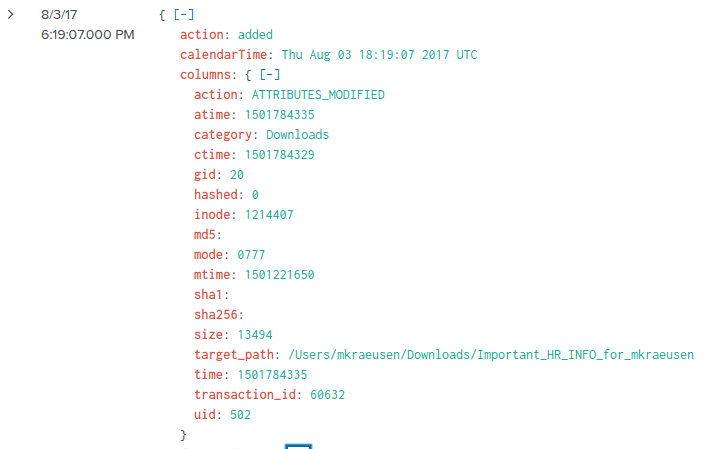 > 8/3/17 { [-]
6:19:07.000 PM action: added
calendarTime: Thu Aug 03 18:19:07 2017 UTC
columns: { [-]
action: ATTRIBUTES_MODIFIED
atime: 1501784335
category: Downloads
ctime: 1501784329
gid: 20
hashed: 0
inode: 1214407
md5:
mode: 0777
mtime: 1501221650
sha1:
sha256:
size: 13494
target_path: /Users/mkraeusen/Downloads/Important_HR_INFO_for_mkraeusen
time: 1501784335
transaction_id: 60632
uid: 502
}